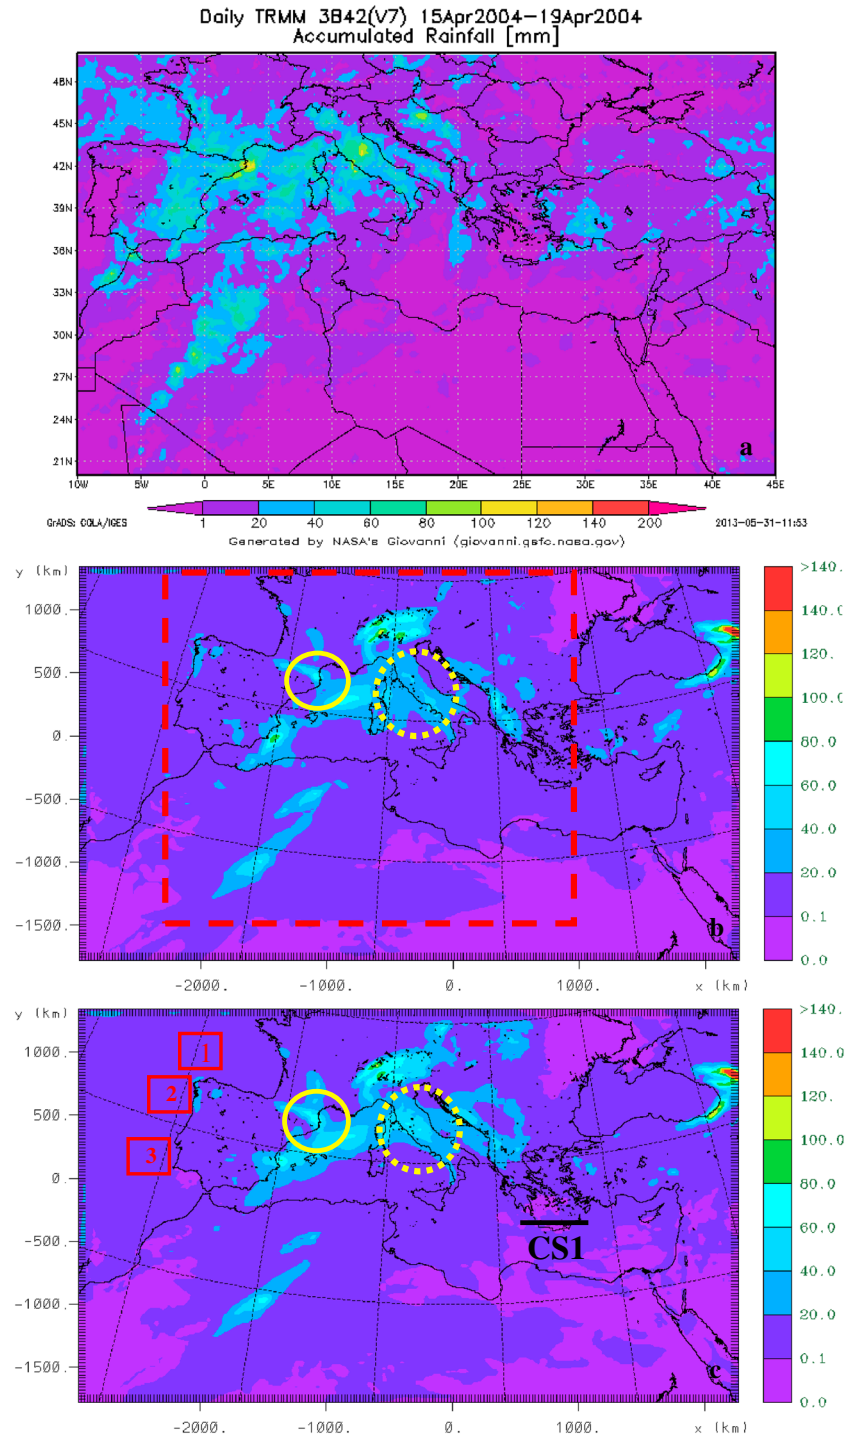 Daily TRMM 3B42(V7) 15Apr2004–19Apr2004
Accumulated Rainfall [mm]
48N
45N
42N
39N
36N
33N
30N
27N
24N
21N
a
10W 5W 0 5E 10E 15E 20E 25E 30E 35E 40E 45E
1 20 40 60 80 100 120 140 200
GrADS: COLA/IGES
2013-05-31-11:53
Generated by NASA's Giovanni (giovanni.gsfc.nasa.gov)
y (km)
1000.
500.
0.
-500.
-1000.
-1500.
b
-2000. -1000. 0. 1000. x (km)
>140.
140.0
120.0
100.0
80.0
60.0
40.0
20.0
0.1
0.0
y (km)
1000.
500.
0.
-500.
-1000.
-1500.
1
2
3
CS1
c
-2000. -1000. 0. 1000. x (km)
>140.
140.0
120.0
100.0
80.0
60.0
40.0
20.0
0.1
0.0